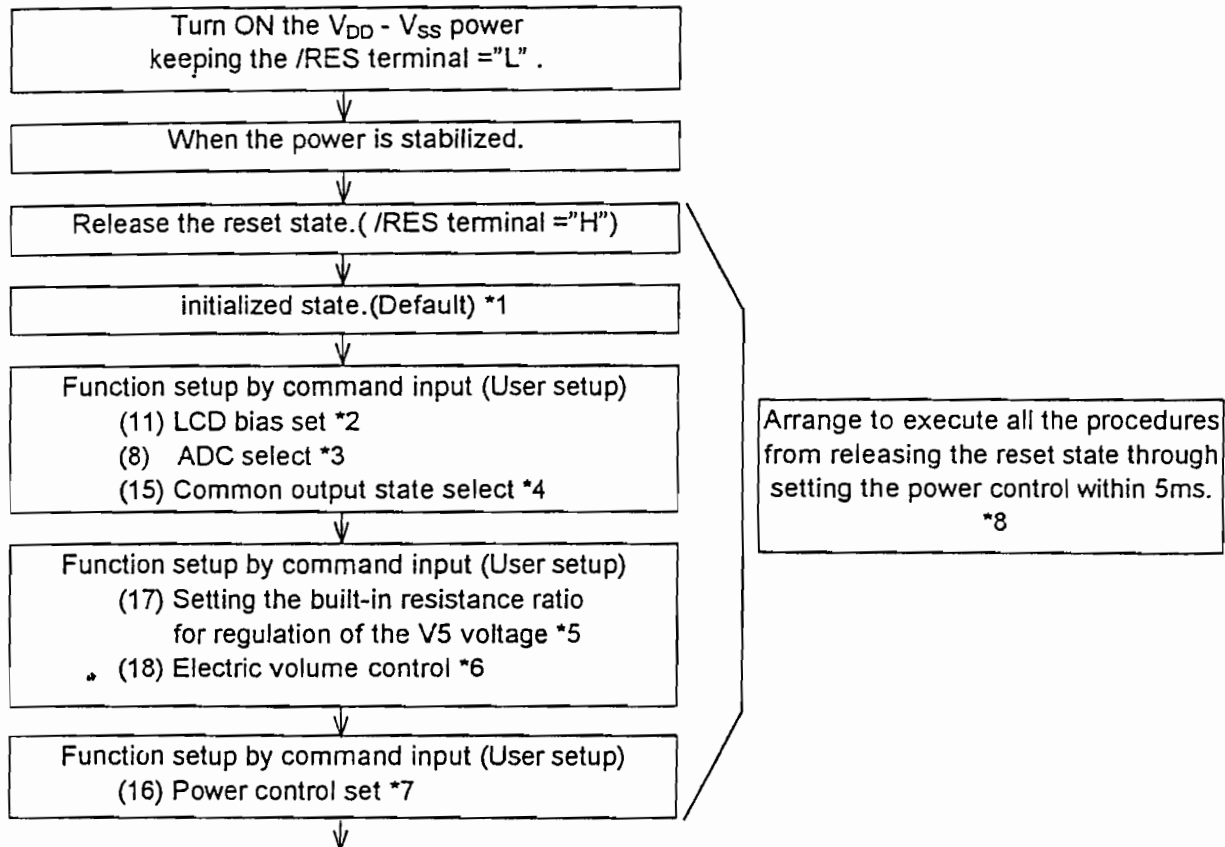 Turn ON the VDD - VSS power
keeping the /RES terminal ="L" .
When the power is stabilized.
Release the reset state.( /RES terminal ="H")
initialized state.(Default) *1
Function setup by command input (User setup)
(11) LCD bias set *2
(8) ADC select *3
(15) Common output state select *4
Function setup by command input (User setup)
(17) Setting the built-in resistance ratio
for regulation of the V5 voltage *5
(18) Electric volume control *6
Function setup by command input (User setup)
(16) Power control set *7
Arrange to execute all the procedures
from releasing the reset state through
setting the power control within 5ms.
*8